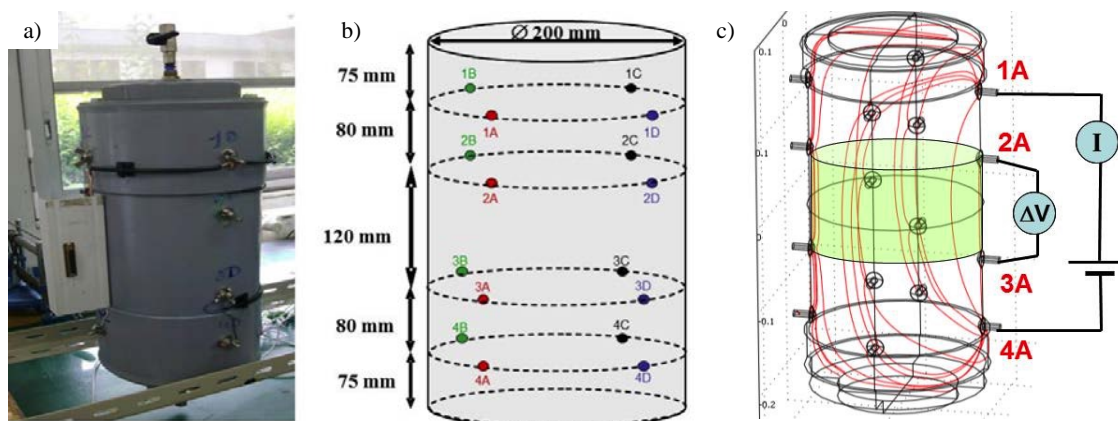 a)
b)
Ø 200 mm
75 mm
80 mm
120 mm
80 mm
75 mm
1B
1C
1A
1D
2B
2C
2A
2D
3B
3C
3A
3D
4B
4C
4A
4D
c)
0
0.1
0.1
0
-0.1
-0.2
1A
2A
3A
4A
I
ΔV